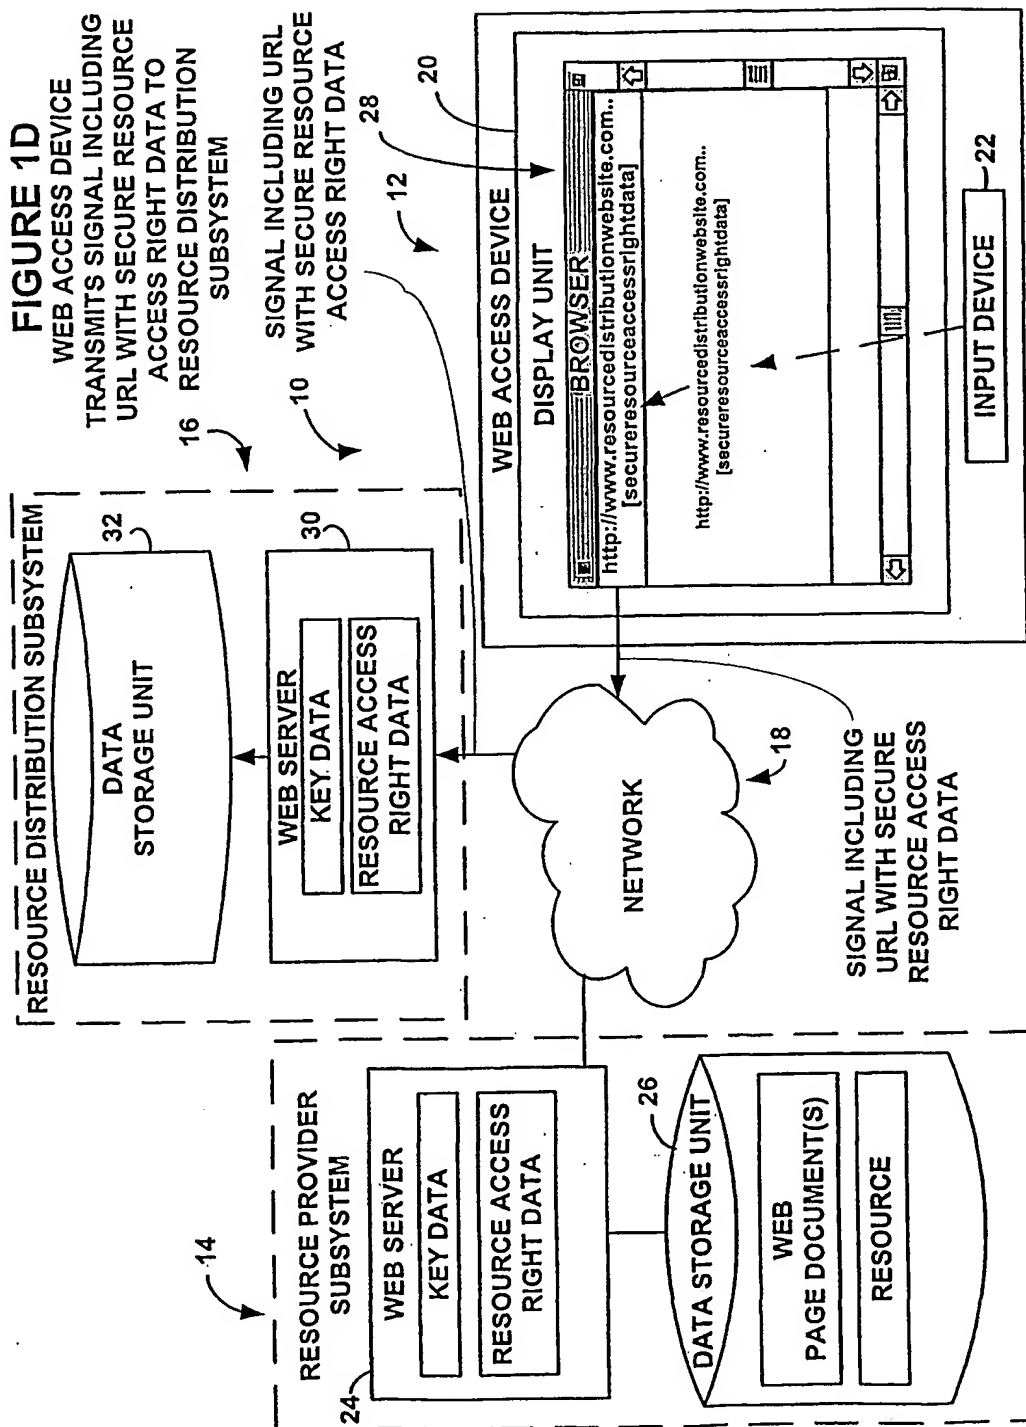 FIGURE 1D
WEB ACCESS DEVICE
TRANSMITS SIGNAL INCLUDING
URL WITH SECURE RESOURCE
ACCESS RIGHT DATA TO
RESOURCE DISTRIBUTION
SUBSYSTEM
16
10
SIGNAL INCLUDING URL
WITH SECURE RESOURCE
ACCESS RIGHT DATA
12
28
20
RESOURCE DISTRIBUTION SUBSYSTEM
32
DATA
STORAGE UNIT
30
WEB SERVER
KEY DATA
RESOURCE ACCESS
RIGHT DATA
WEB ACCESS DEVICE
DISPLAY UNIT
BROWSER
http://www.resourcedistributionwebsite.com..
[secureresourceaccessrightdata]
http://www.resourcedistributionwebsite.com..
[secureresourceaccessrightdata]
22
INPUT DEVICE
NETWORK
18
SIGNAL INCLUDING
URL WITH SECURE
RESOURCE ACCESS
RIGHT DATA
14
RESOURCE PROVIDER
SUBSYSTEM
24
WEB SERVER
KEY DATA
RESOURCE ACCESS
RIGHT DATA
26
DATA STORAGE UNIT
WEB
PAGE DOCUMENT(S)
RESOURCE